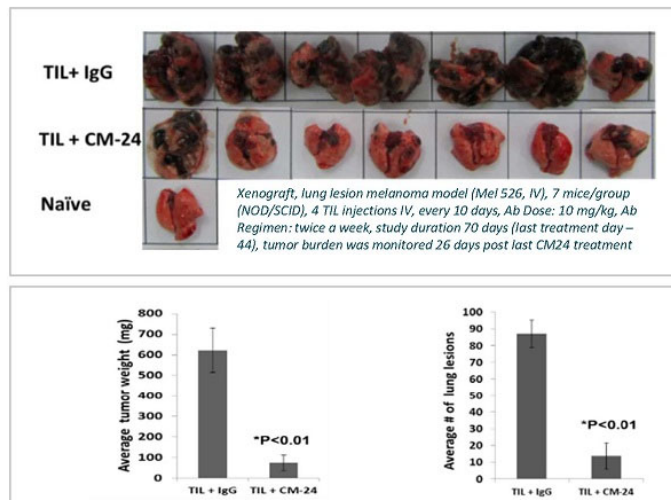 TIL+ IgG
TIL + CM-24
Naïve
Xenograft, lung lesion melanoma model (Mel 526, IV), 7 mice/group
(NOD/SCID), 4 TIL injections IV, every 10 days, Ab Dose: 10 mg/kg, Ab
Regimen: twice a week, study duration 70 days (last treatment day –
44), tumor burden was monitored 26 days post last CM24 treatment
Average tumor weight (mg)
800
700
600
500
400
300
200
100
0
*P<0.01
TIL + IgG
TIL + CM-24
Average # of lung lesions
100
90
80
70
60
50
40
30
20
10
0
*P<0.01
TIL + IgG
TIL + CM-24